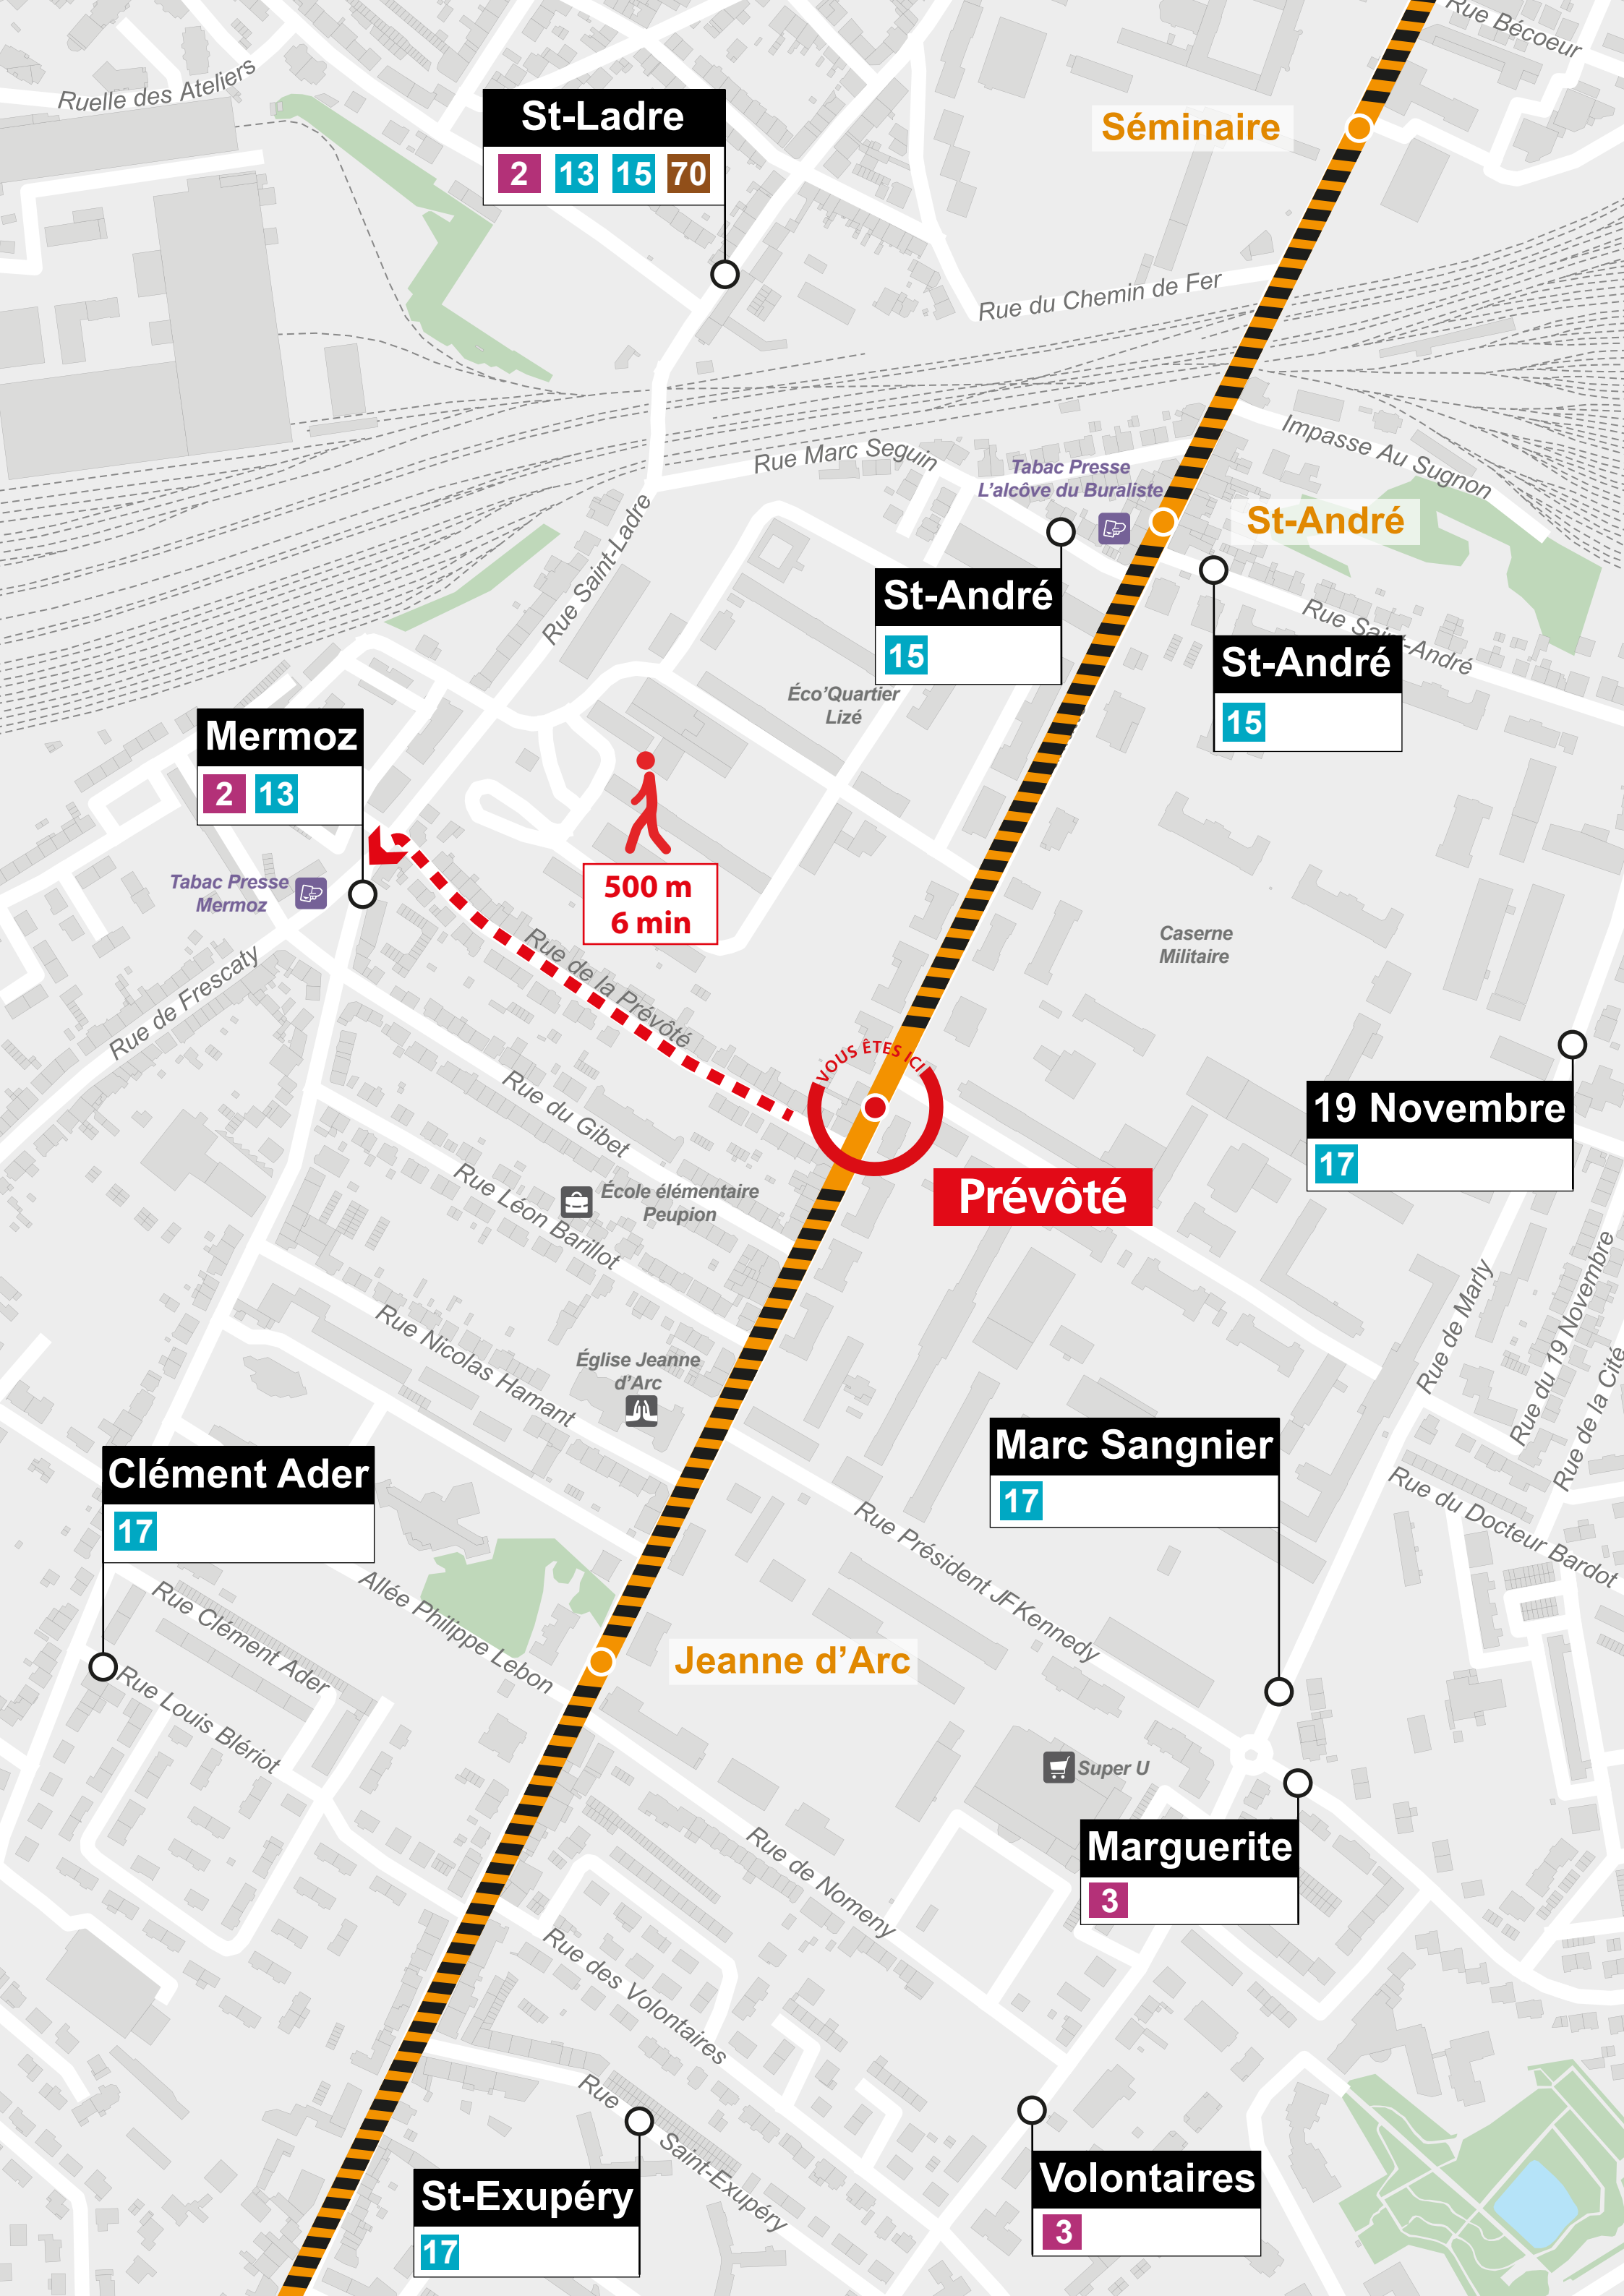 Rue Bécoeur
Ruelle des Ateliers
St-Ladre
2 13 15 70
Séminaire
Rue du Chemin de Fer
Rue Marc Seguin
Impasse Au Sugnon
Tabac Presse
L'alcôve du Buraliste
St-André
Rue Saint-Ladre
St-André
15
Rue Saint-André
St-André
15
Éco'Quartier
Lizé
Mermoz
2 13
500 m
6 min
Tabac Presse
Mermoz
Rue de Frescaty
Rue de la Prévôté
Caserne
Militaire
VOUS ÊTES ICI
Prévôté
19 Novembre
17
Rue du Gibet
Rue Léon Barillot
École élémentaire
Peupion
Rue Nicolas Hamant
Église Jeanne
d'Arc
Rue de Marly
Rue du 19 Novembre
Rue de la Cité
Clément Ader
17
Marc Sangnier
17
Rue Président JFKennedy
Rue du Docteur Bardot
Rue Clément Ader
Allée Philippe Lebon
Rue Louis Blériot
Jeanne d'Arc
Super U
Marguerite
3
Rue de Nomeny
Rue des Volontaires
Rue Saint-Exupéry
St-Exupéry
17
Volontaires
3